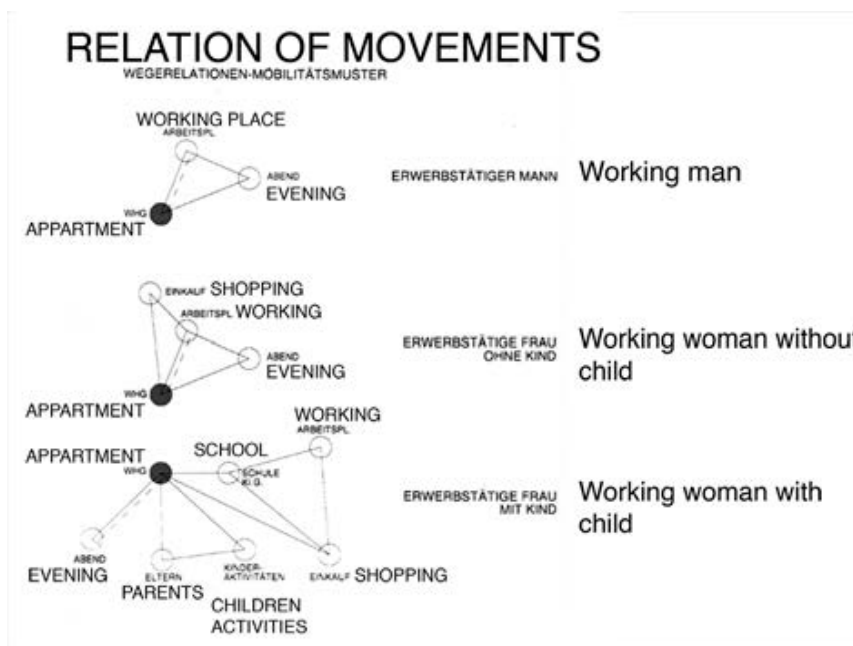 RELATION OF MOVEMENTS
WEGERELATIONEN-MOBILITÄTSMUSTER
WORKING PLACE
ARBEITSPL
ABEND
EVENING
WHG
APPARTMENT
ERWERBSTÄTIGER MANN
Working man
EINKAUF SHOPPING
ARBEITSPL WORKING
ABEND
EVENING
WHG
APPARTMENT
ERWERBSTÄTIGE FRAU
OHNE KIND
Working woman without
child
WORKING
ARBEITSPL.
SCHOOL
SCHULE
KI.G.
APPARTMENT
WHG
ABEND
EVENING
ELTERN
PARENTS
KINDER-
AKTIVITÄTEN
CHILDREN
ACTIVITIES
EINKAUF SHOPPING
ERWERBSTÄTIGE FRAU
MIT KIND
Working woman with
child